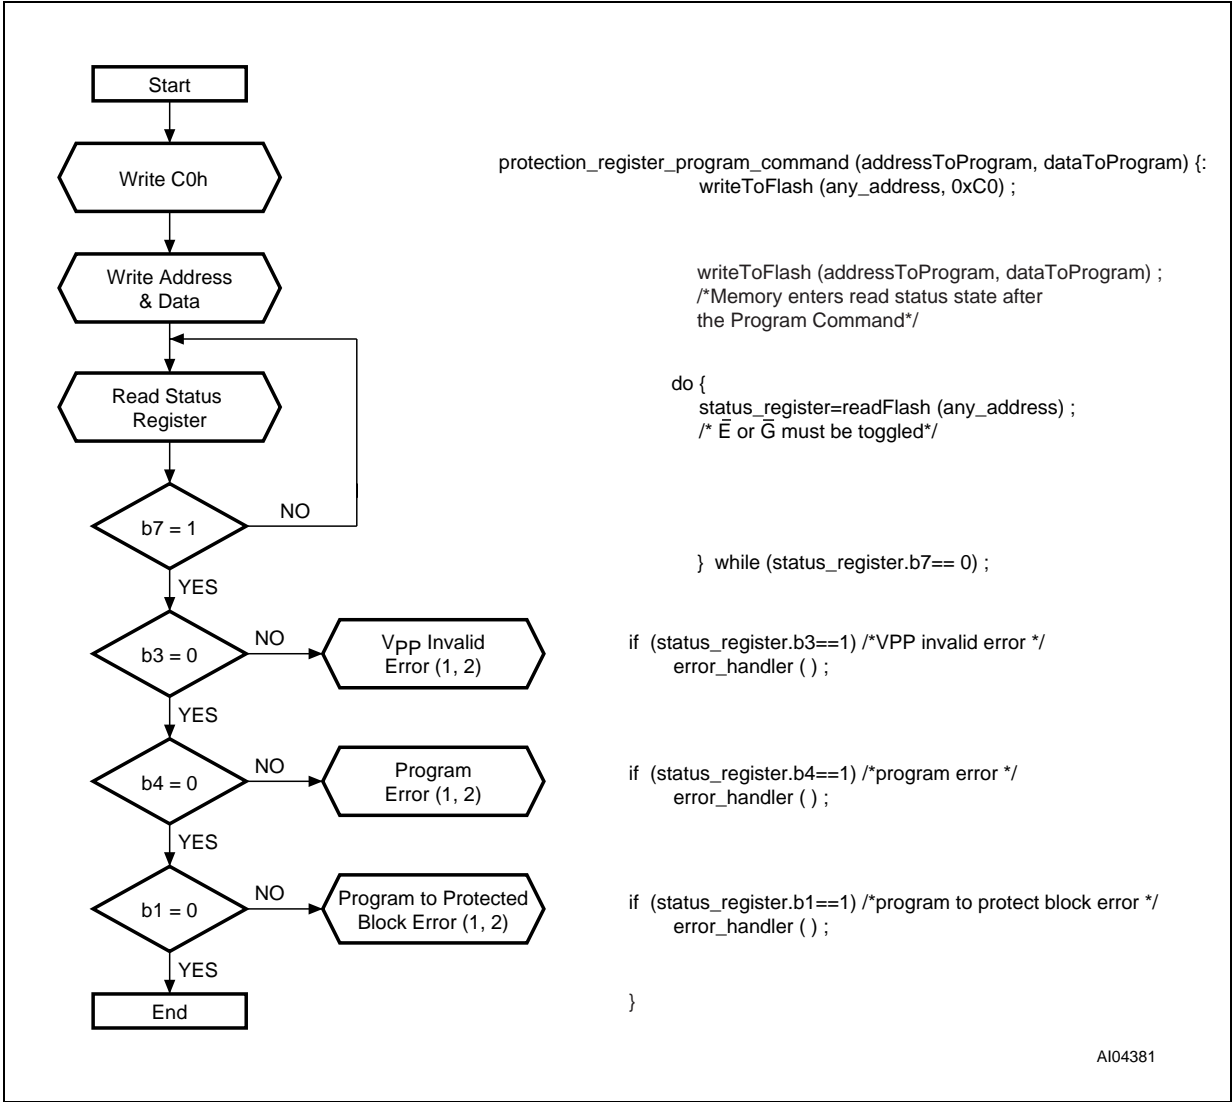 Start
Write C0h
protection_register_program_command (addressToProgram, dataToProgram) {:
writeToFlash (any_address, 0xC0) ;
Write Address
& Data
writeToFlash (addressToProgram, dataToProgram) ;
/*Memory enters read status state after
the Program Command*/
Read Status
Register
do {
status_register=readFlash (any_address) ;
/* E̅ or G̅ must be toggled*/
b7 = 1
NO
YES
} while (status_register.b7== 0) ;
b3 = 0
NO
YES
VPP Invalid
Error (1, 2)
if (status_register.b3==1) /*VPP invalid error */
error_handler ( ) ;
b4 = 0
NO
YES
Program
Error (1, 2)
if (status_register.b4==1) /*program error */
error_handler ( ) ;
b1 = 0
NO
YES
Program to Protected
Block Error (1, 2)
if (status_register.b1==1) /*program to protect block error */
error_handler ( ) ;
End
}
AI04381